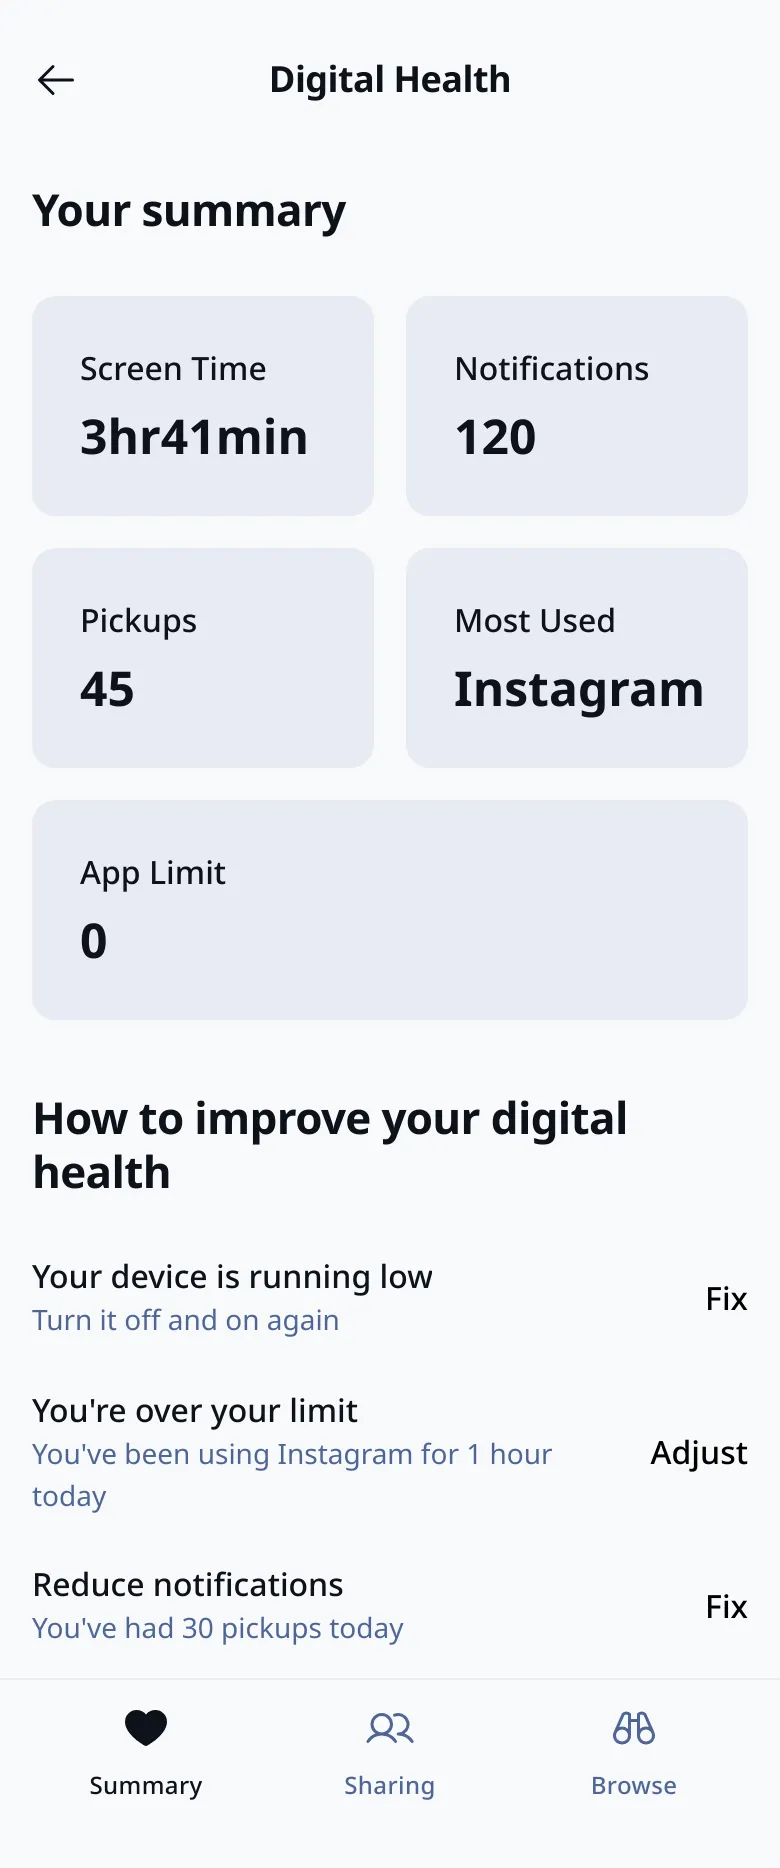 Digital Health
Your summary
Screen Time
3hr41min
Notifications
120
Pickups
45
Most Used
Instagram
App Limit
0
How to improve your digital
health
Your device is running low
Turn it off and on again
Fix
You're over your limit
You've been using Instagram for 1 hour
today
Adjust
Reduce notifications
You've had 30 pickups today
Fix
Summary
Sharing
Browse